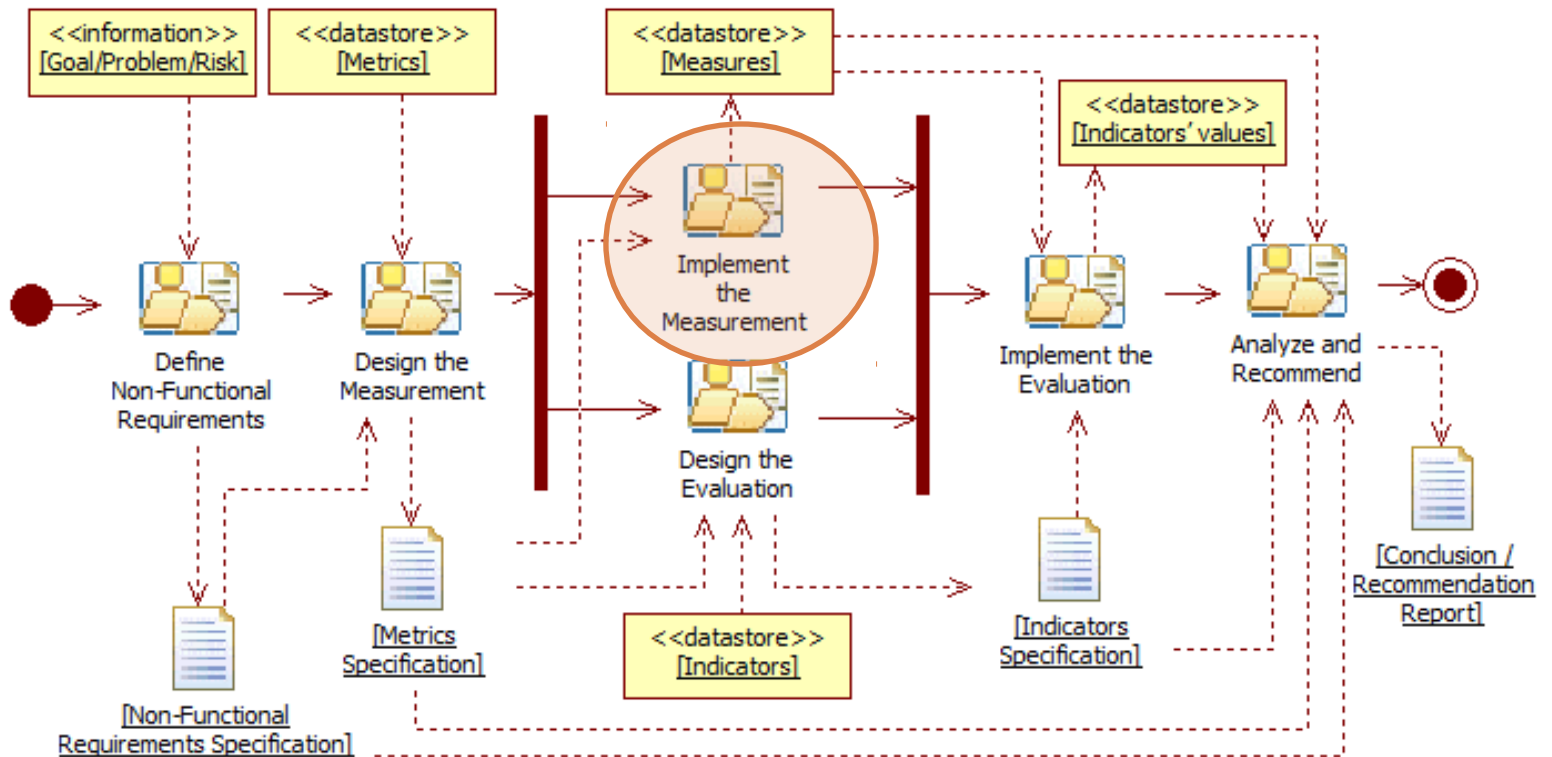 <<information>>
[Goal/Problem/Risk]
<<datastore>>
[Metrics]
<<datastore>>
[Measures]
<<datastore>>
[Indicators’ values]
Implement
the
Measurement
Define
Non-Functional
Requirements
Design the
Measurement
Implement the
Evaluation
Analyze and
Recommend
Design the
Evaluation
[Metrics
Specification]
<<datastore>>
[Indicators]
[Indicators
Specification]
[Conclusion /
Recommendation
Report]
[Non-Functional
Requirements Specification]